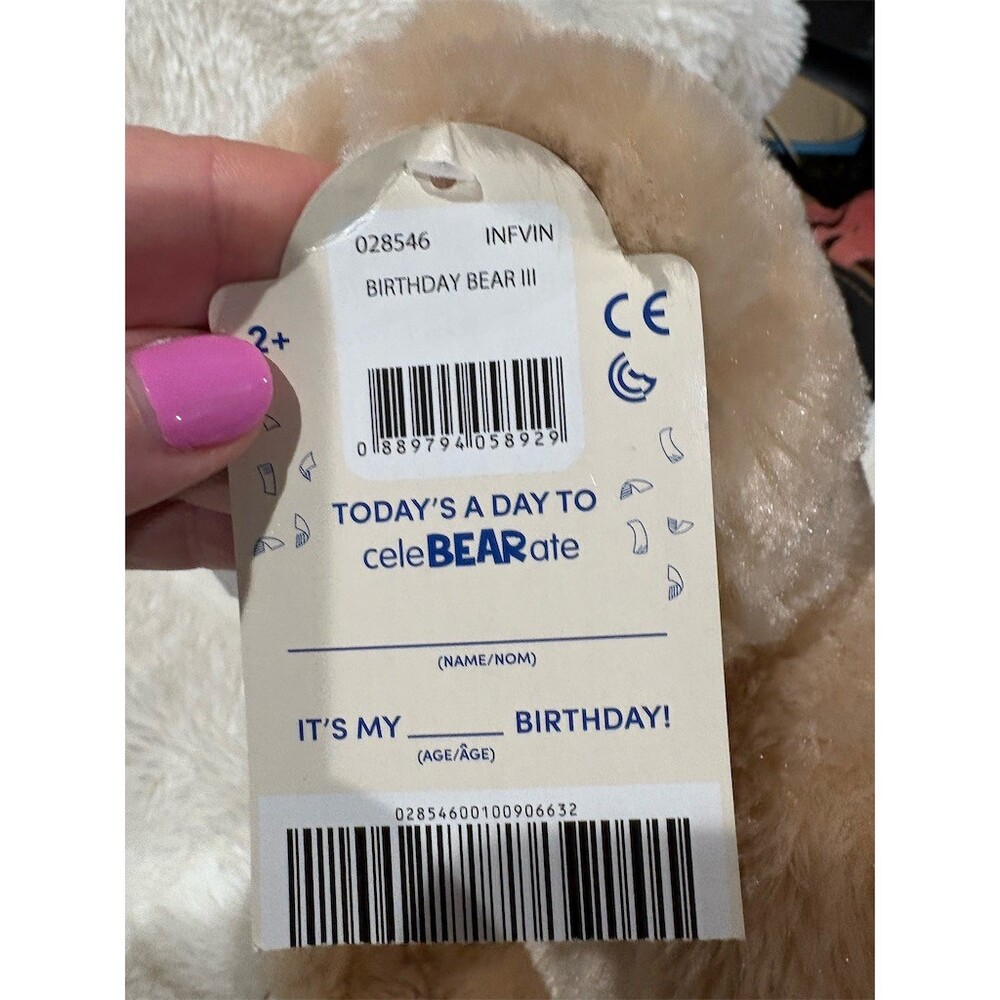 028546 INFVIN
BIRTHDAY BEAR III
2+
CE
0 889794 058929
TODAY'S A DAY TO
celeBEARate
(NAME/NOM)
IT'S MY ______ BIRTHDAY!
(AGE/ÂGE)
02854600100906632